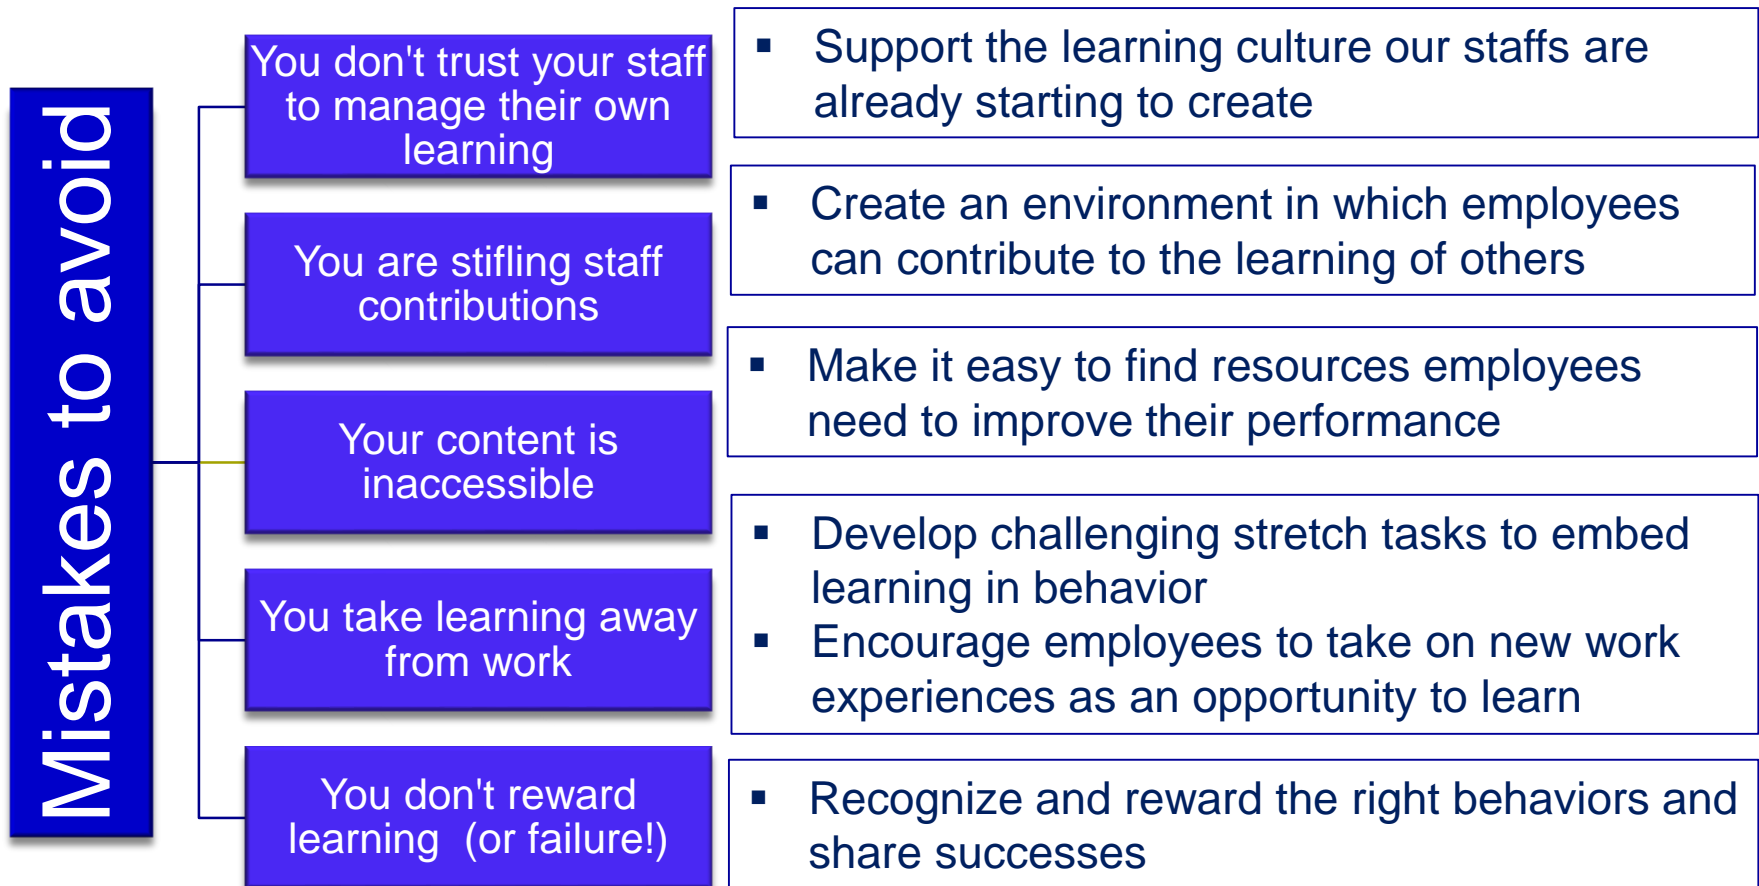 Mistakes to avoid
You don't trust your staff
to manage their own
learning
▪ Support the learning culture our staffs are
already starting to create
You are stifling staff
contributions
▪ Create an environment in which employees
can contribute to the learning of others
Your content is
inaccessible
▪ Make it easy to find resources employees
need to improve their performance
You take learning away
from work
▪ Develop challenging stretch tasks to embed
learning in behavior
▪ Encourage employees to take on new work
experiences as an opportunity to learn
You don't reward
learning  (or failure!)
▪ Recognize and reward the right behaviors and
share successes